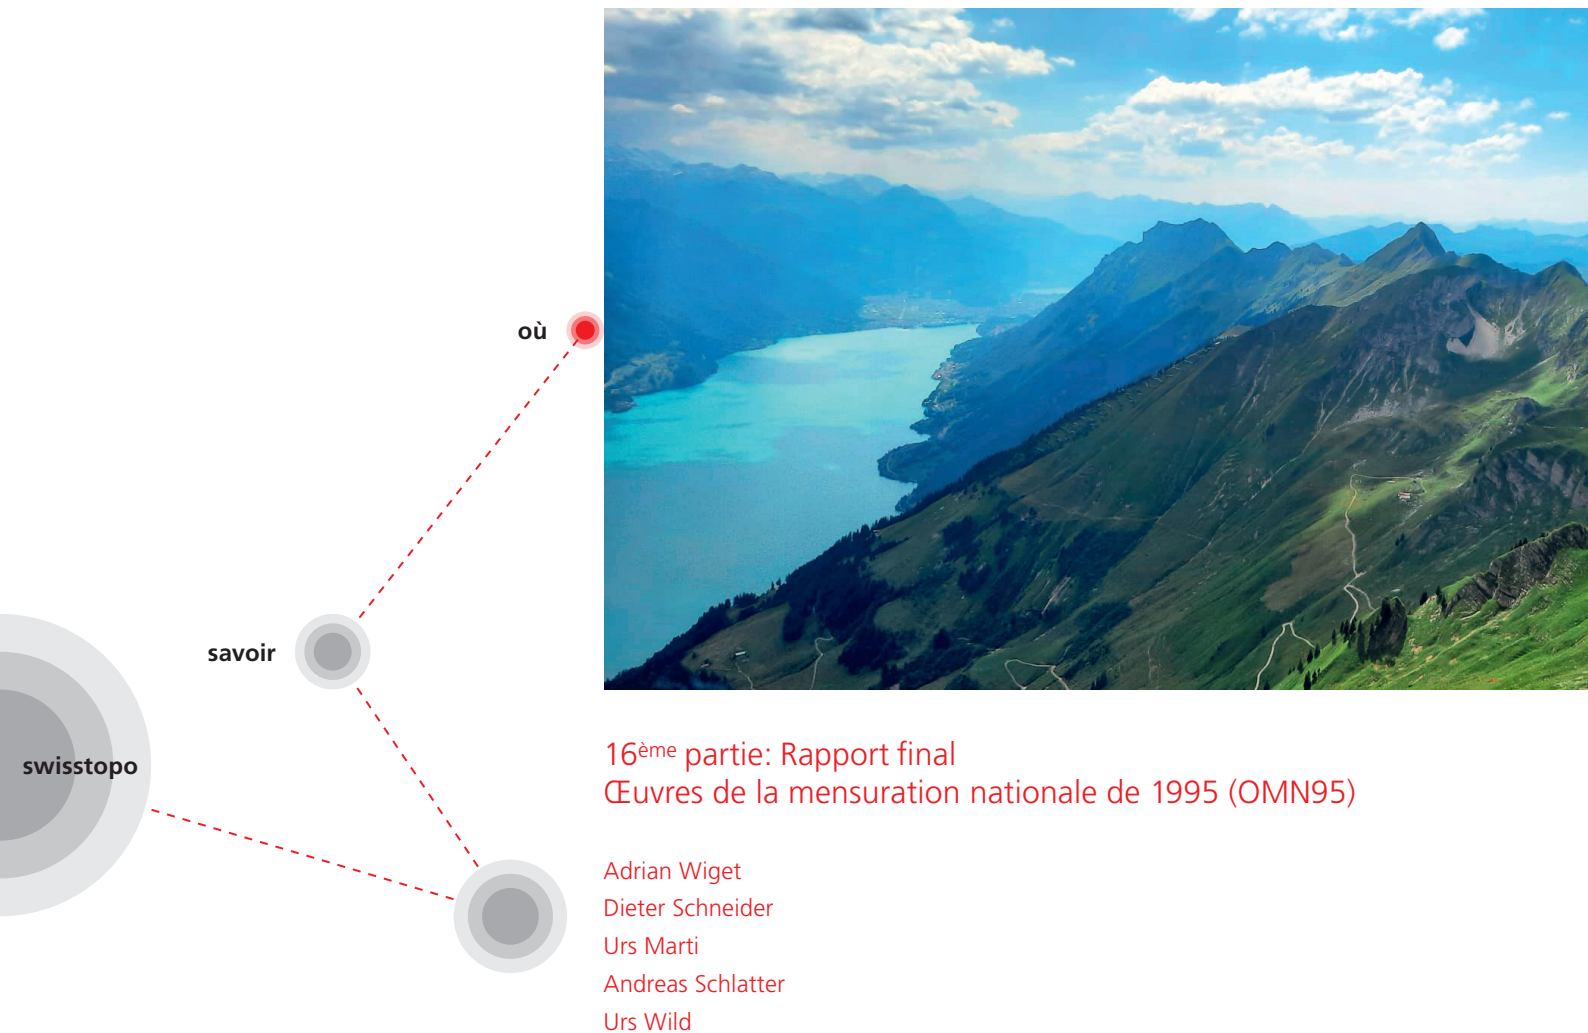 où
savoir
swisstopo
16ème partie: Rapport final
Œuvres de la mensuration nationale de 1995 (OMN95)
Adrian Wiget
Dieter Schneider
Urs Marti
Andreas Schlatter
Urs Wild